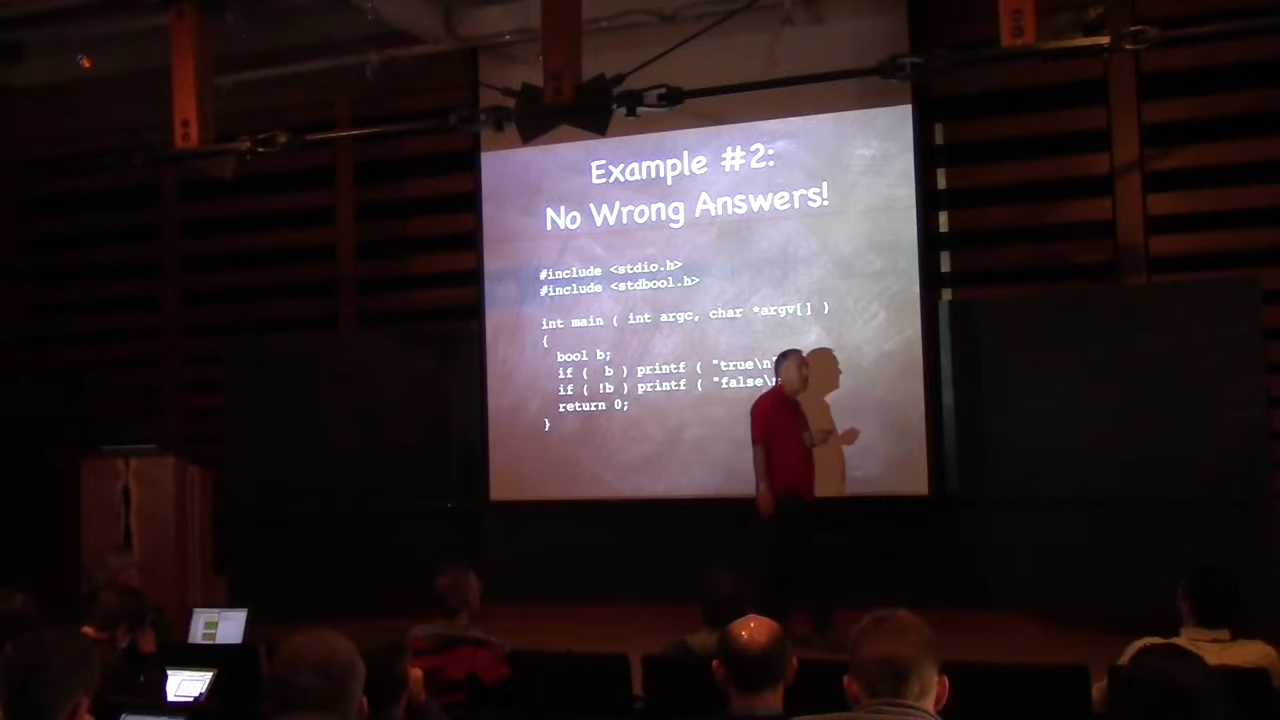 Example #2:
No Wrong Answers!
#include <stdio.h>
#include <stdbool.h>
int main ( int argc, char *argv[] )
{
bool b;
if (  b ) printf ( "true\n"
if ( !b ) printf ( "false\n
return 0;
}